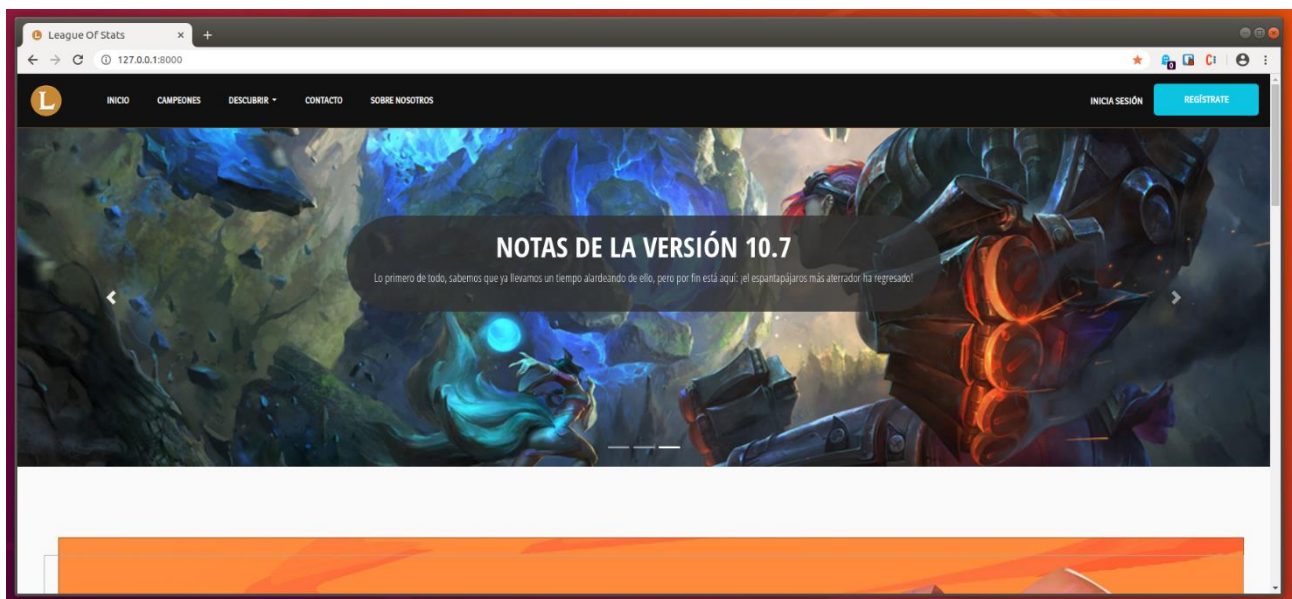 League Of Stats
127.0.0.1:8000
L
INICIO CAMPEONES DESCUBRIR CONTACTO SOBRE NOSOTROS INICIA SESIÓN REGÍSTRATE
NOTAS DE LA VERSIÓN 10.7
Lo primero de todo, sabemos que ya llevamos un tiempo alardeando de ello, pero por fin está aquí: ¡el espantapájaros más aterrador ha regresado!